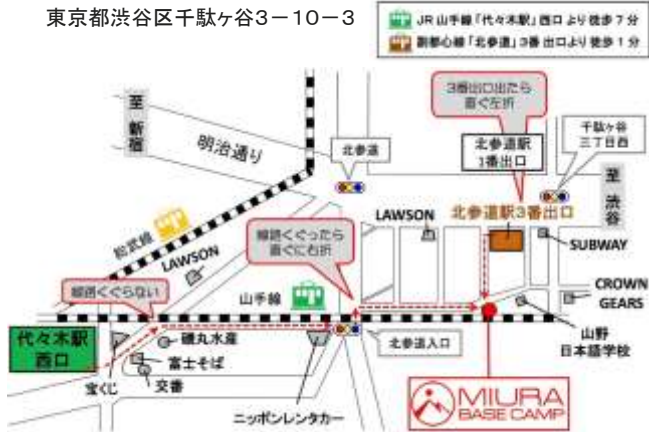 東京都渋谷区千駄ヶ谷3−10−3
JR山手線「代々木駅」西口より徒歩7分
副都心線「北参道」3番出口より徒歩1分
3番出口出たら
直ぐ左折
至 新宿
明治通り
北参道
北参道駅
1番出口
千駄ヶ谷
三丁目西
至 渋谷
総武線
LAWSON
線路くぐったら
直ぐに右折
LAWSON
北参道駅3番出口
SUBWAY
線路くぐらない
山手線
CROWN
GEARS
代々木駅
西口
磯丸水産
北参道入口
山野
日本語学校
宝くじ
富士そば
交番
ニッポンレンタカー
MIURA
BASE CAMP